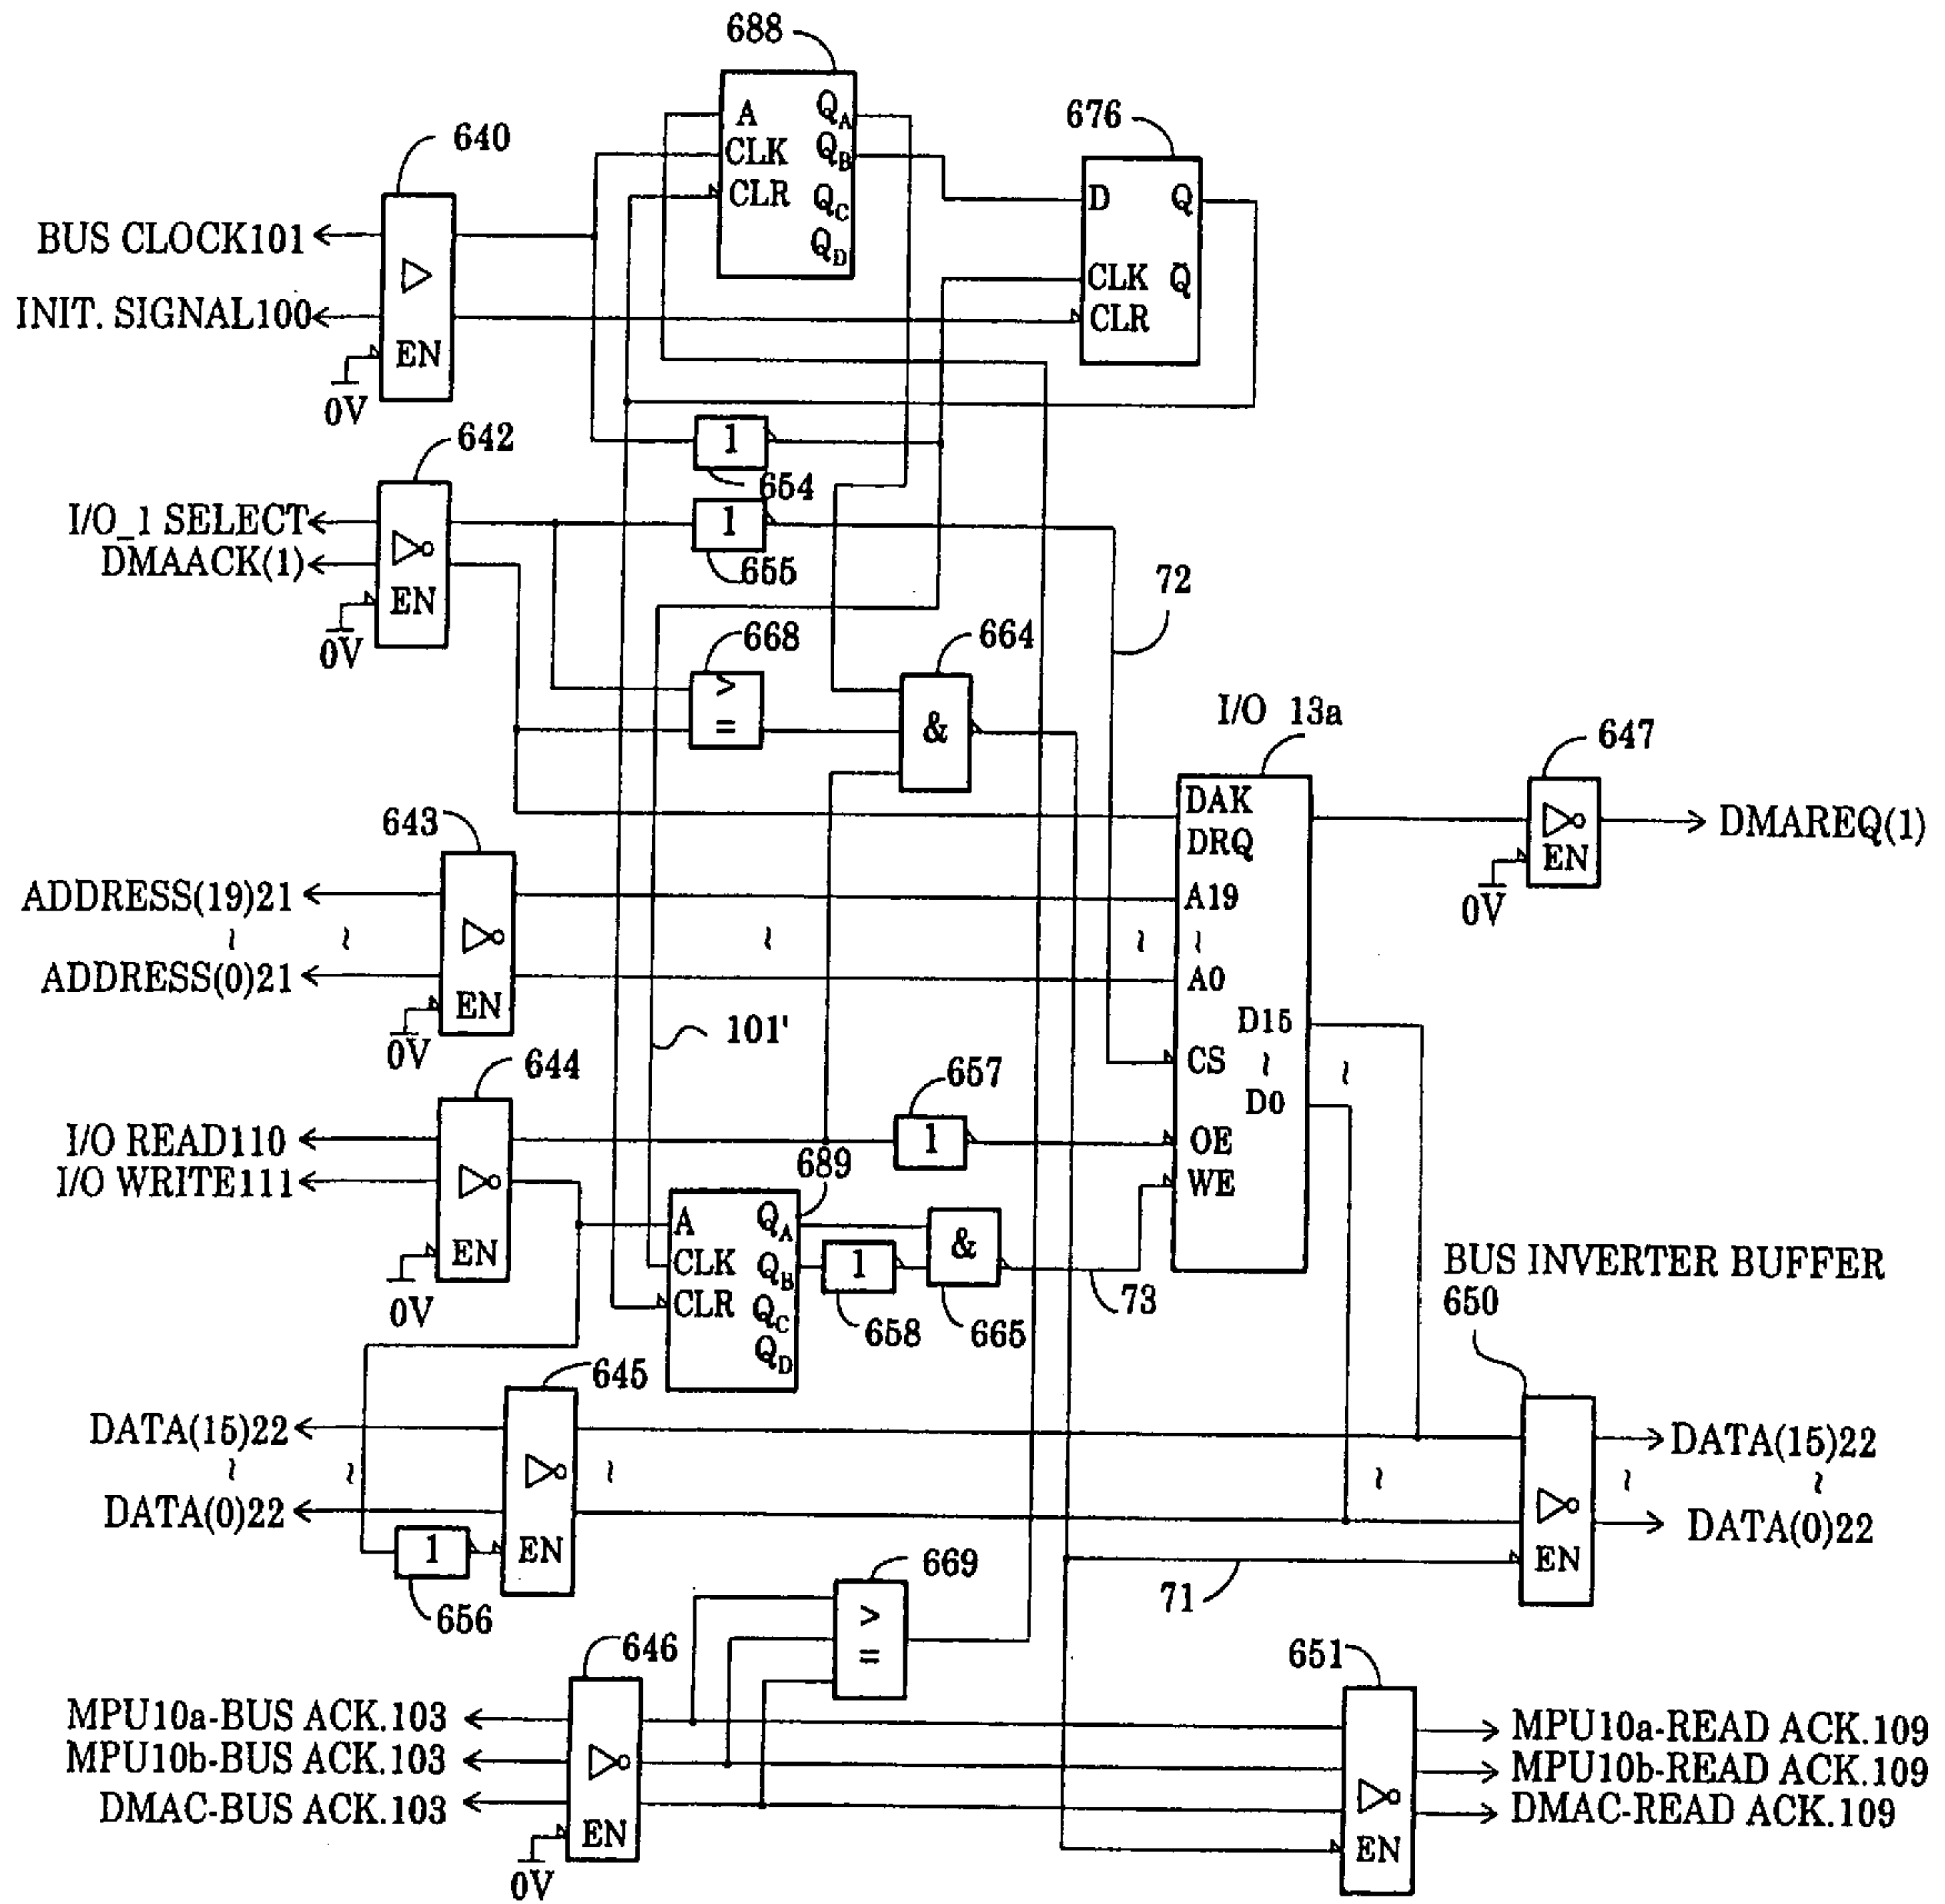 688
A
QA
CLK
QB
CLR
QC
QD
676
D
Q
CLK
Q̄
CLR
640
BUS CLOCK101
INIT. SIGNAL100
EN
0V
642
1
654
I/O_1 SELECT
DMAACK(1)
EN
0V
1
655
72
668
>
=
664
&
I/O 13a
DAK
DRQ
A19
~
A0
D15
~
D0
CS
OE
WE
647
EN
0V
DMAREQ(1)
643
ADDRESS(19)21
~
~
~
~
ADDRESS(0)21
EN
0V
101'
644
657
1
I/O READ110
I/O WRITE111
EN
0V
689
A
QA
CLK
QB
CLR
QC
QD
1
658
&
665
73
~
BUS INVERTER BUFFER
650
645
DATA(15)22
~
~
~
~
~
DATA(0)22
EN
1
656
DATA(15)22
~
DATA(0)22
EN
71
669
>
=
646
MPU10a-BUS ACK.103
MPU10b-BUS ACK.103
DMAC-BUS ACK.103
EN
0V
651
EN
MPU10a-READ ACK.109
MPU10b-READ ACK.109
DMAC-READ ACK.109